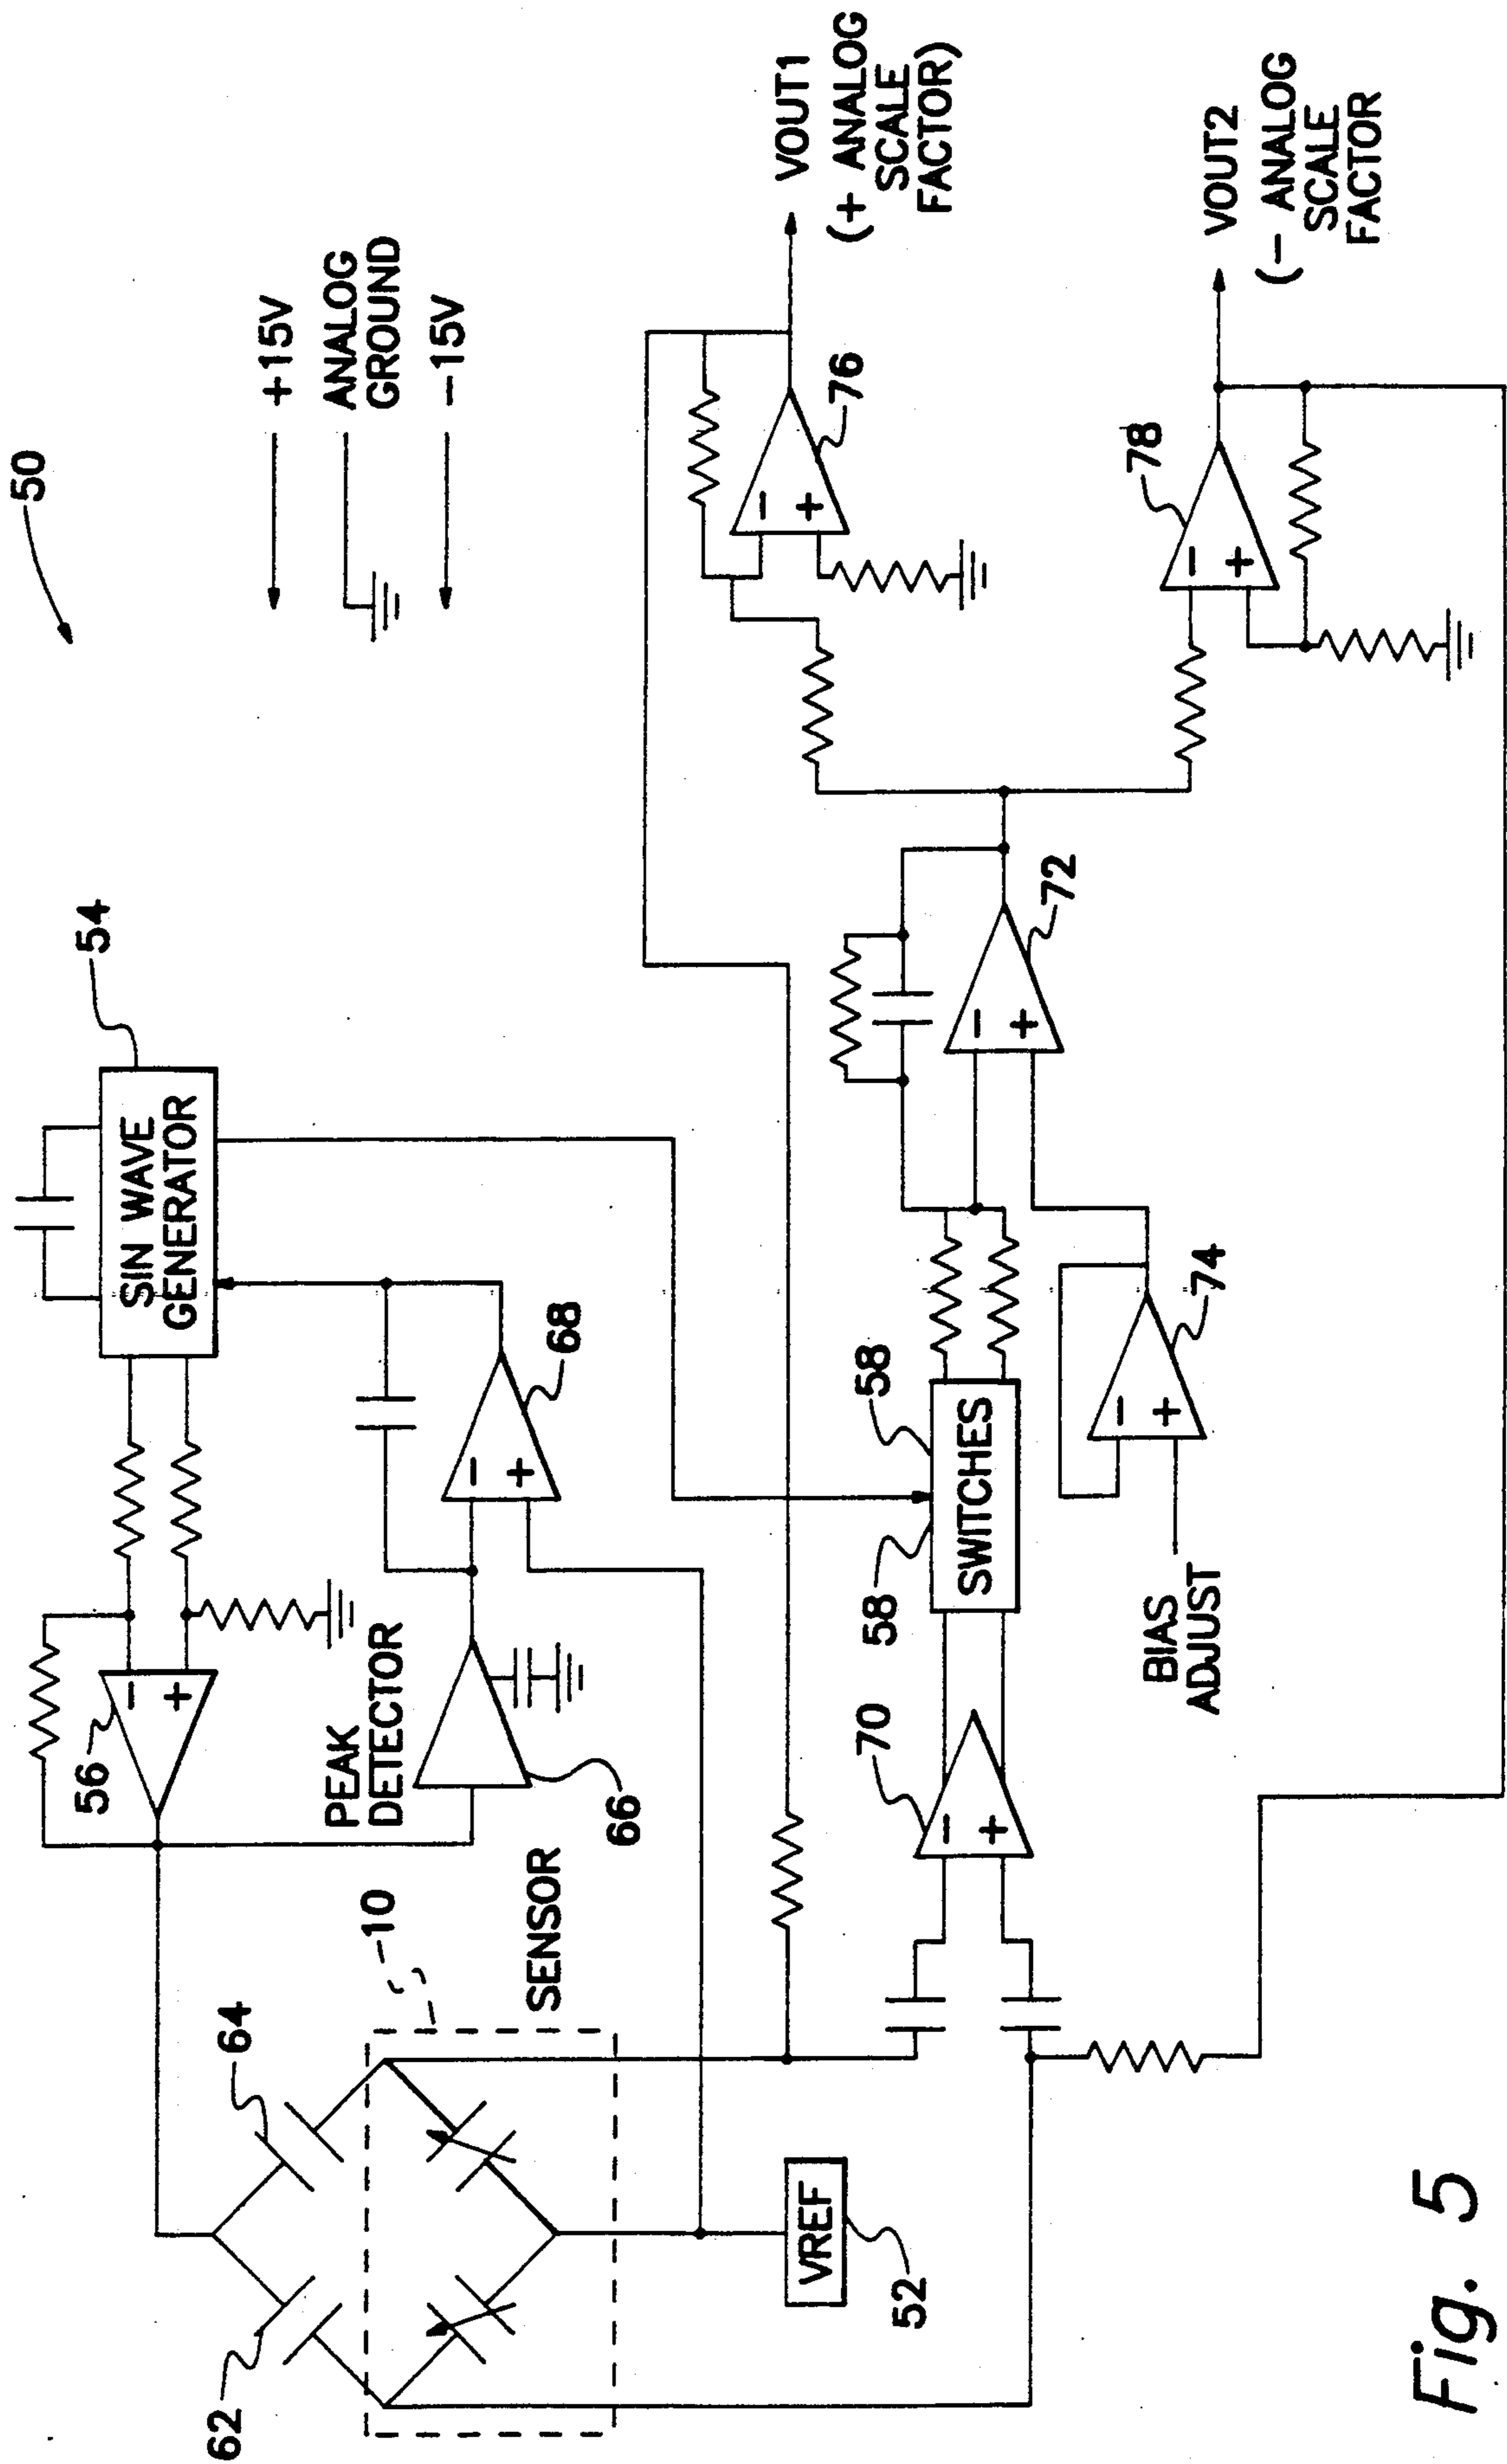 50
+15V
ANALOG
GROUND
-15V
54
SIN WAVE
GENERATOR
56
PEAK
DETECTOR
66
68
64
62
10
SENSOR
VREF
52
70
58
58
SWITCHES
BIAS
ADJUST
74
72
76
VOUT1
(+ ANALOG
SCALE
FACTOR)
78
VOUT2
(- ANALOG
SCALE
FACTOR
Fig. 5